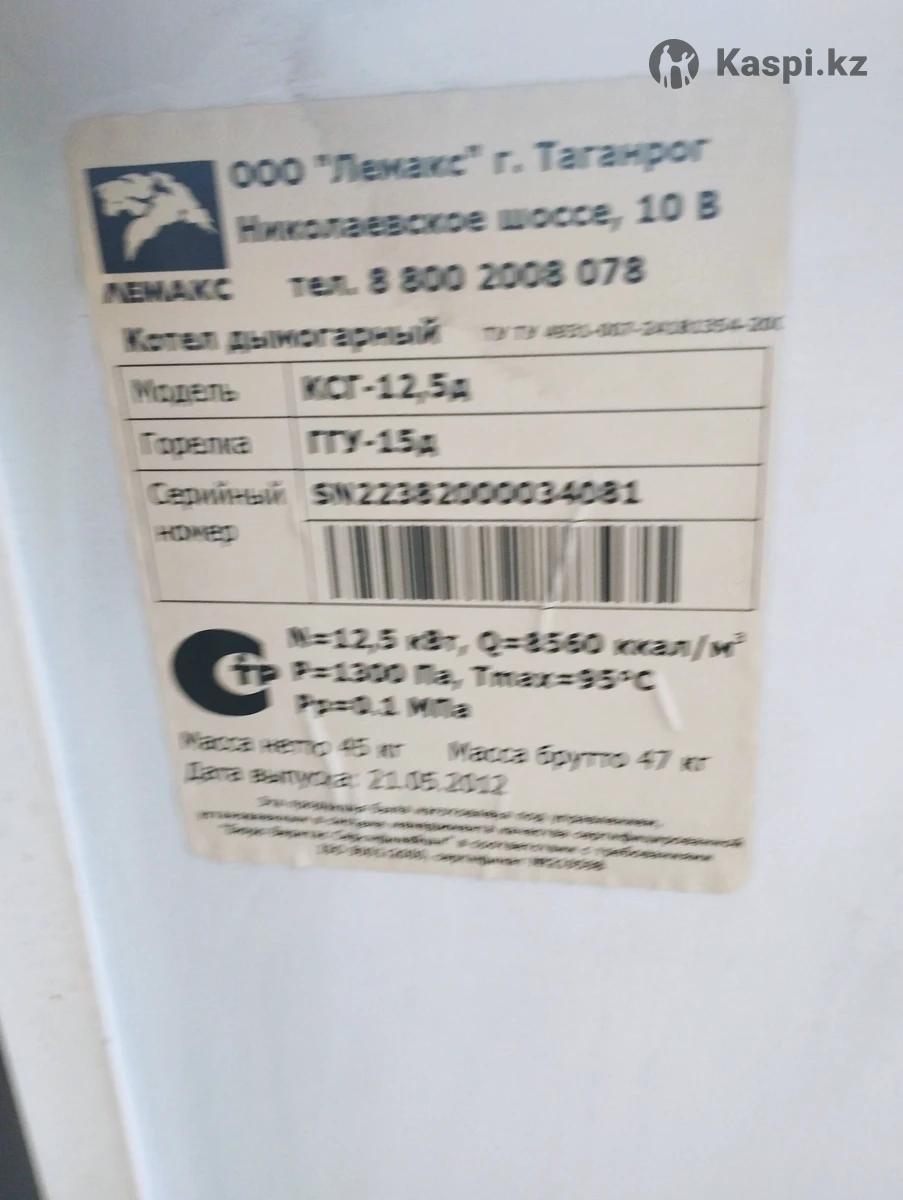 Kaspi.kz
ООО "Лемакс" г. Таганрог
Николаевское шоссе, 10 В
ЛЕМАКС тел. 8 800 2008 078
Котел дымогарный
Модель КСГ-12,5д
Горелка ГГУ-15д
Серийный номер SN22382000034081
N=12,5 кВт, Q=8560 ккал/м³
тр P=1300 Па, Tmax=95°C
Pp=0.1 МПа
Масса нетто 45 кг Масса брутто 47 кг
Дата выпуска: 21.05.2012